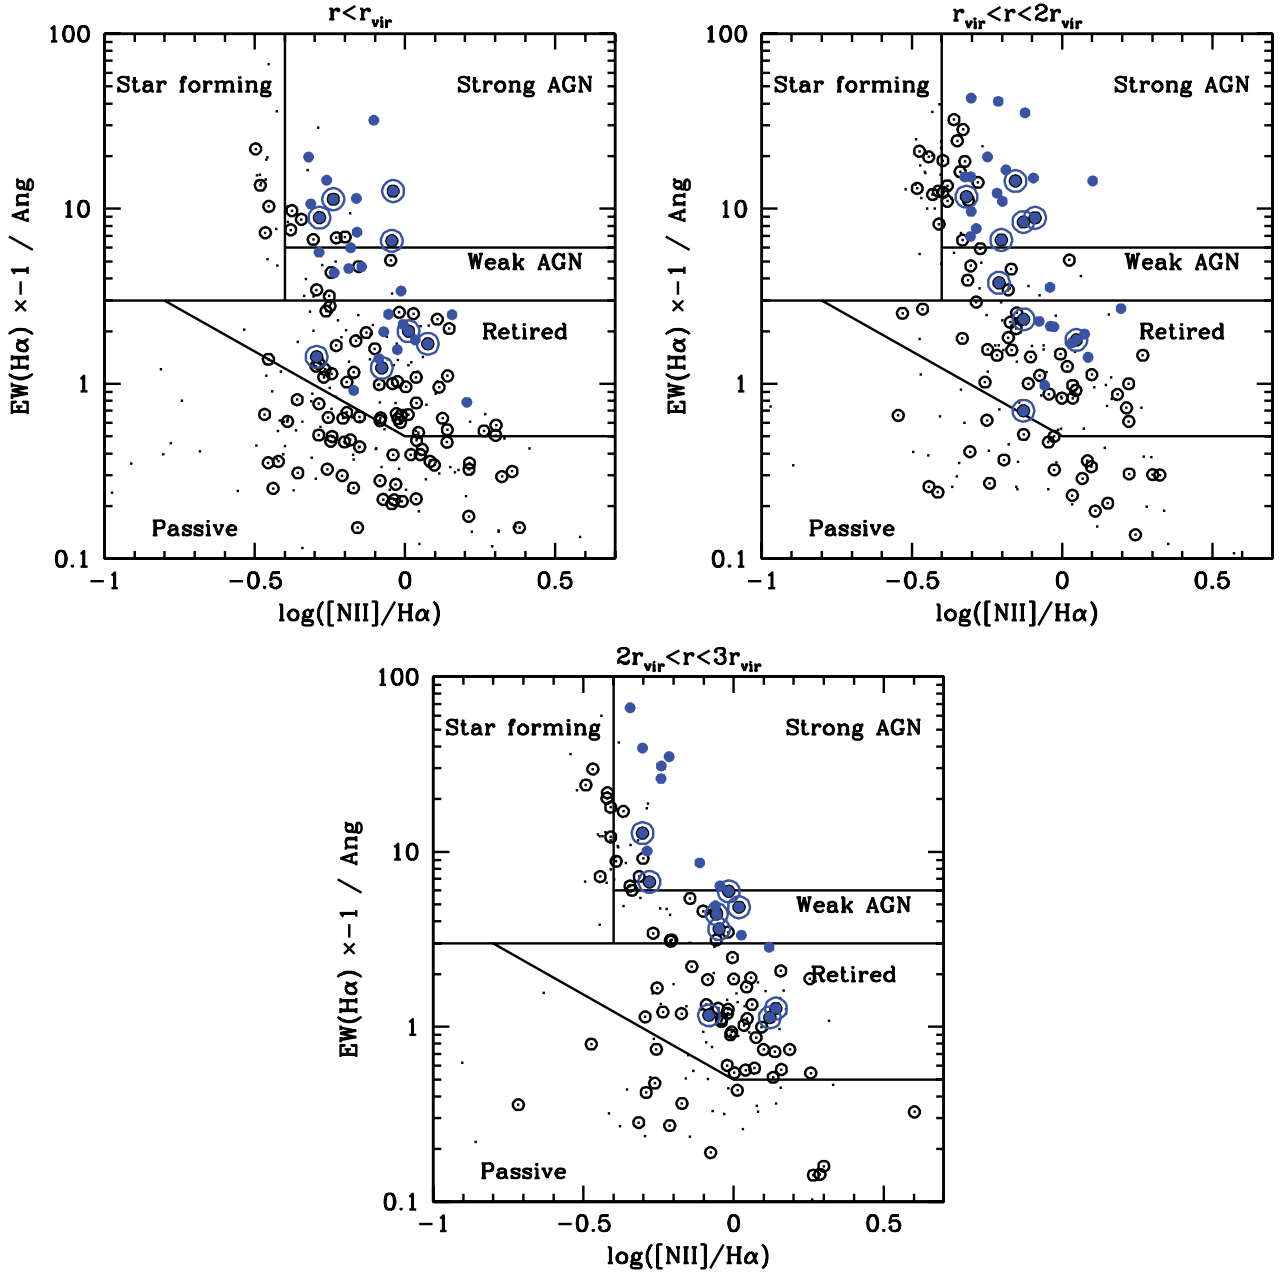 r<r_vir
100
Star forming
Strong AGN
10
Weak AGN
Retired
1
Passive
0.1
−1
−0.5
0
0.5
log([NII]/Hα)
EW(Hα) ×−1 / Ang
r_vir<r<2r_vir
100
Star forming
Strong AGN
10
Weak AGN
Retired
1
Passive
0.1
−1
−0.5
0
0.5
log([NII]/Hα)
EW(Hα) ×−1 / Ang
2r_vir<r<3r_vir
100
Star forming
Strong AGN
10
Weak AGN
Retired
1
Passive
0.1
−1
−0.5
0
0.5
log([NII]/Hα)
EW(Hα) ×−1 / Ang